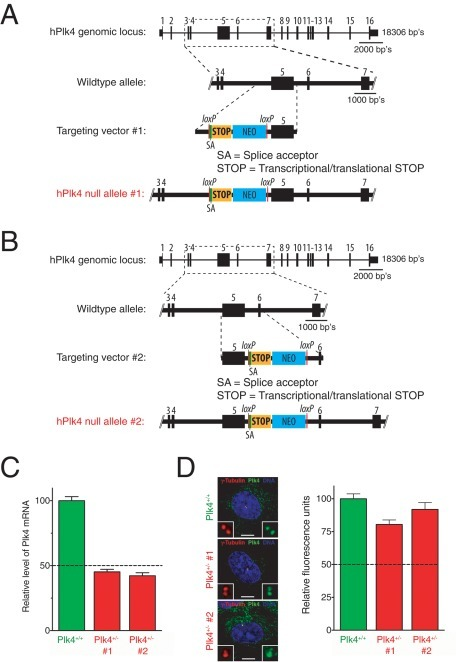 A
hPlk4 genomic locus:
1 2 3 4 5 6 7 8 9 10 11-13 14 15 16
18306 bp's
2000 bp's
Wildtype allele:
3 4 5 6 7
1000 bp's
Targeting vector #1:
loxP loxP 5
STOP NEO
SA
SA = Splice acceptor
STOP = Transcriptional/translational STOP
hPlk4 null allele #1:
3 4 loxP loxP 5 6 7
STOP NEO
SA
B
hPlk4 genomic locus:
1 2 3 4 5 6 7 8 9 10 11-13 14 15 16
18306 bp's
2000 bp's
Wildtype allele:
3 4 5 6 7
1000 bp's
Targeting vector #2:
5 loxP loxP 6
STOP NEO
SA
SA = Splice acceptor
STOP = Transcriptional/translational STOP
hPlk4 null allele #2:
3 4 5 loxP loxP 6 7
STOP NEO
SA
C
Relative level of Plk4 mRNA
100
50
0
Plk4+/+ Plk4+/- #1 Plk4+/- #2
D
γ-Tubulin Plk4 DNA
Plk4+/+
γ-Tubulin Plk4 DNA
Plk4+/- #1
γ-Tubulin Plk4 DNA
Plk4+/- #2
Relative fluorescence units
100
75
50
25
0
Plk4+/+ Plk4+/- #1 Plk4+/- #2